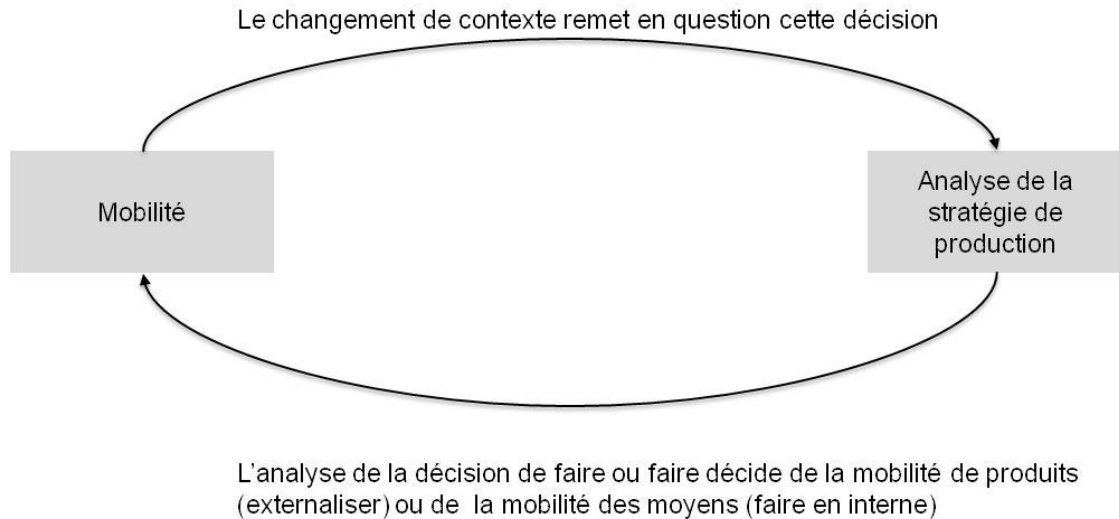 Le changement de contexte remet en question cette décision
Mobilité
Analyse de la
stratégie de
production
L'analyse de la décision de faire ou faire décide de la mobilité de produits
(externaliser) ou de la mobilité des moyens (faire en interne)